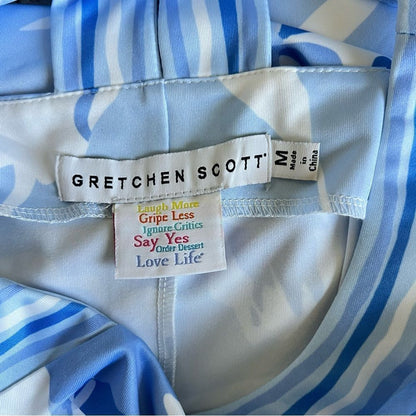 GRETCHEN SCOTT
M
Made
in
China
Laugh More
Gripe Less
Ignore Critics
Say Yes
Order Dessert
Love Life